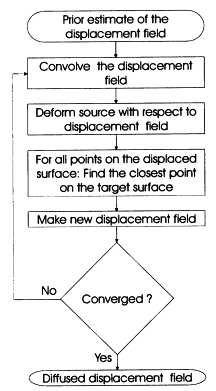 Prior estimate of the
displacement field
Convolve the displacement
field
Deform source with respect to
displacement field
For all points on the displaced
surface: Find the closest point
on the target surface
Make new displacement field
Converged ?
No
Yes
Diffused displacement field